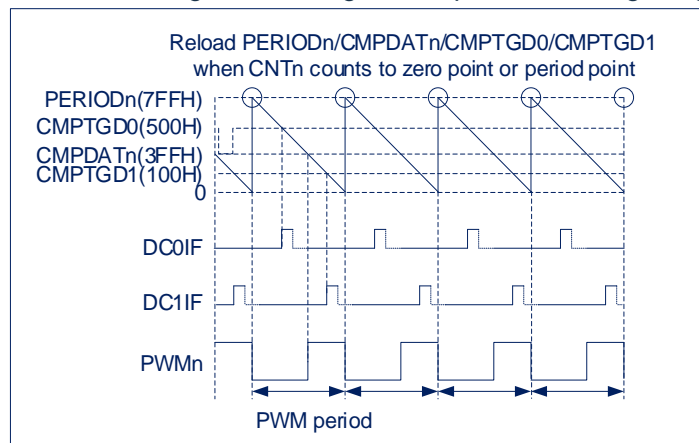 Reload PERIODn/CMPDATn/CMPTGD0/CMPTGD1
when CNTn counts to zero point or period point
PERIODn(7FFH)
CMPTGD0(500H)
CMPDATn(3FFH)
CMPTGD1(100H)
0
DC0IF
DC1IF
PWMn
PWM period